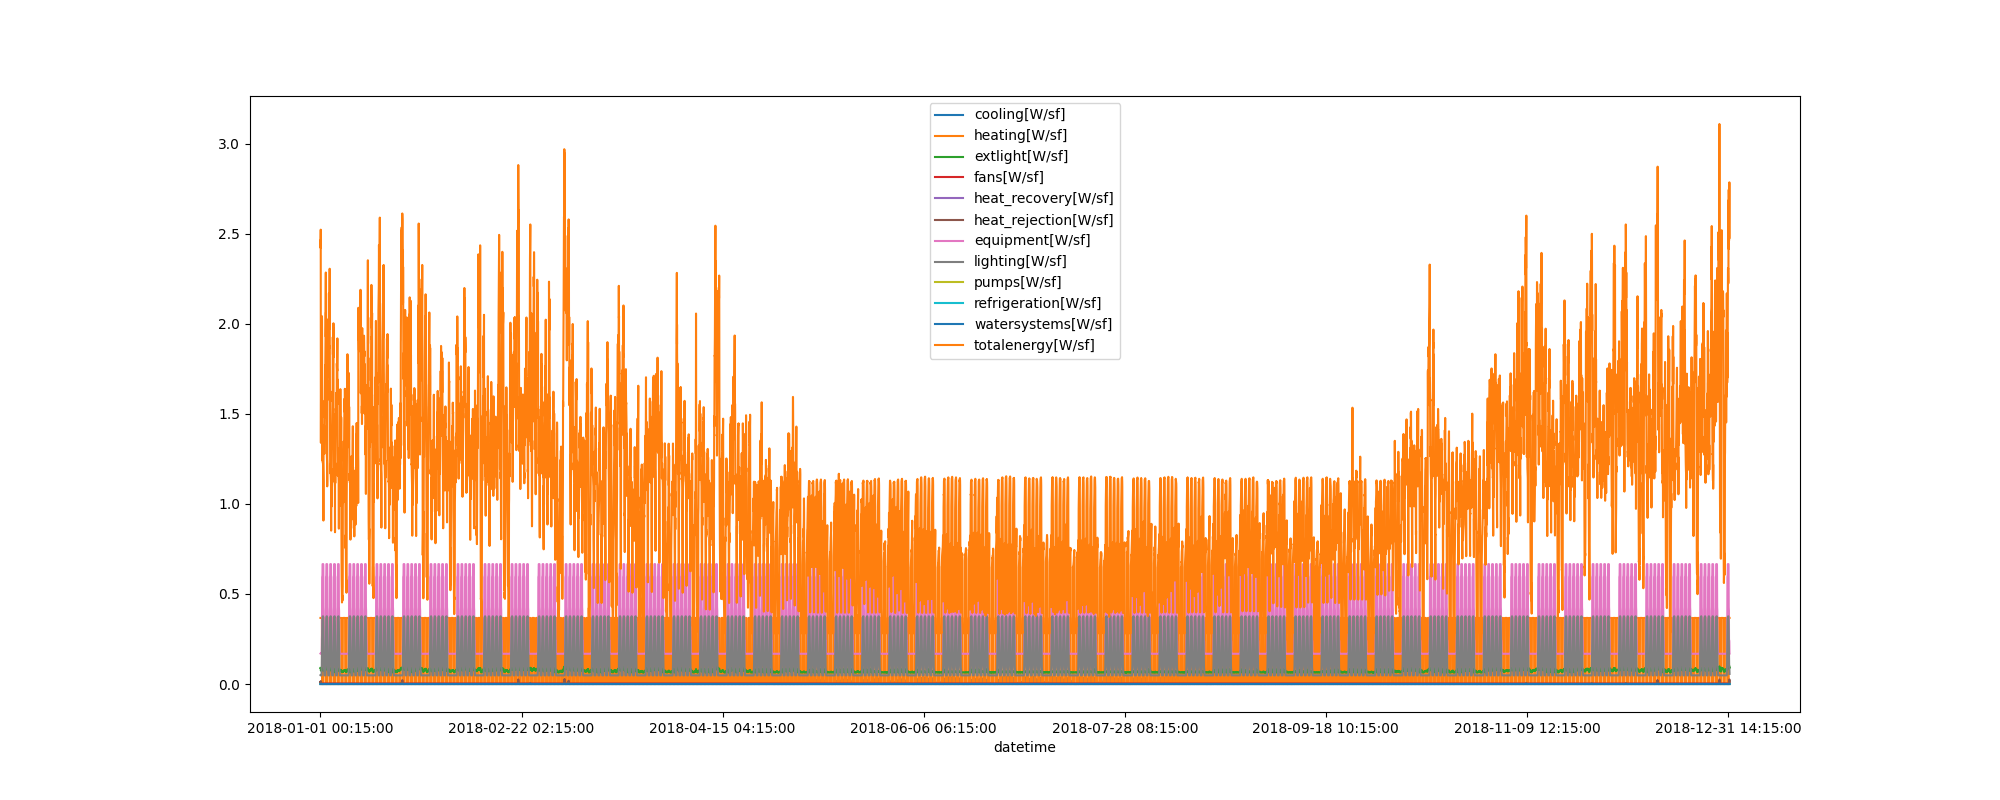 cooling[W/sf]
heating[W/sf]
extlight[W/sf]
fans[W/sf]
heat_recovery[W/sf]
heat_rejection[W/sf]
equipment[W/sf]
lighting[W/sf]
pumps[W/sf]
refrigeration[W/sf]
watersystems[W/sf]
totalenergy[W/sf]
3.0
2.5
2.0
1.5
1.0
0.5
0.0
2018-01-01 00:15:00 2018-02-22 02:15:00 2018-04-15 04:15:00 2018-06-06 06:15:00 2018-07-28 08:15:00 2018-09-18 10:15:00 2018-11-09 12:15:00 2018-12-31 14:15:00
datetime